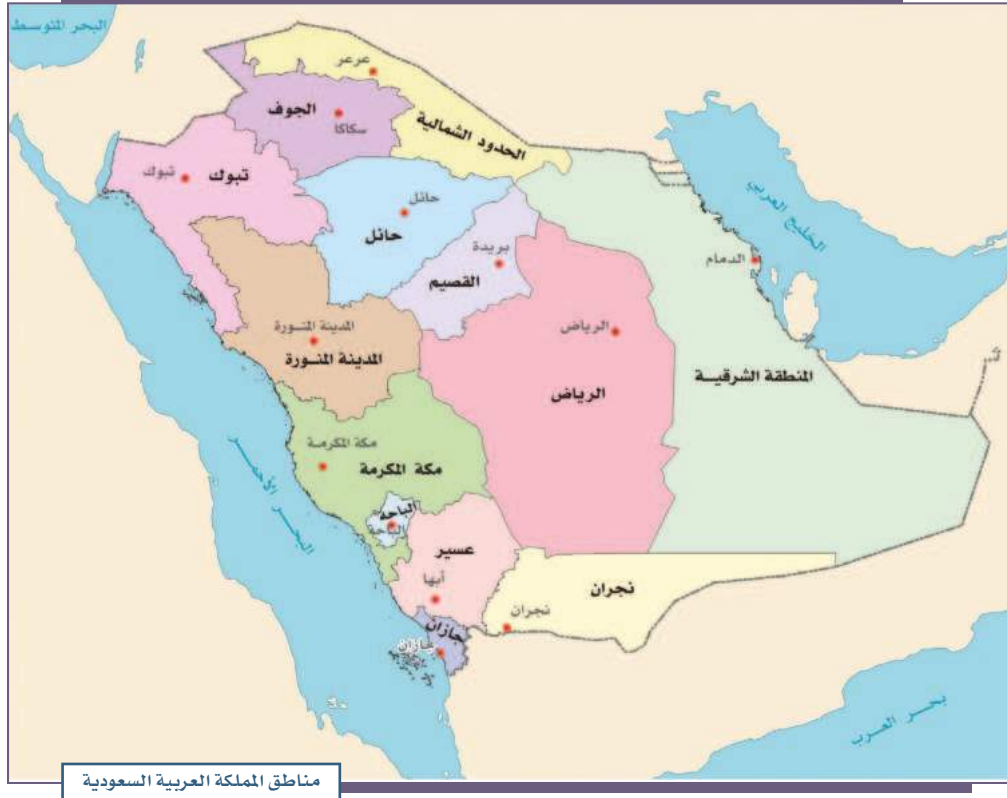 البحر المتوسط
عرعر
الجوف
سكاكا
الحدود الشمالية
تبوك
تبوك
حائل
حائل
بريدة
القصيم
الخليج العربي
الدمام
المدينة المنورة
المدينة المنورة
الرياض
الرياض
المنطقة الشرقية
مكة المكرمة
مكة المكرمة
البحر الأحمر
الباحه
الباحة
عسير
أبها
نجران
نجران
جازان
جازان
بحر العرب
مناطق المملكة العربية السعودية